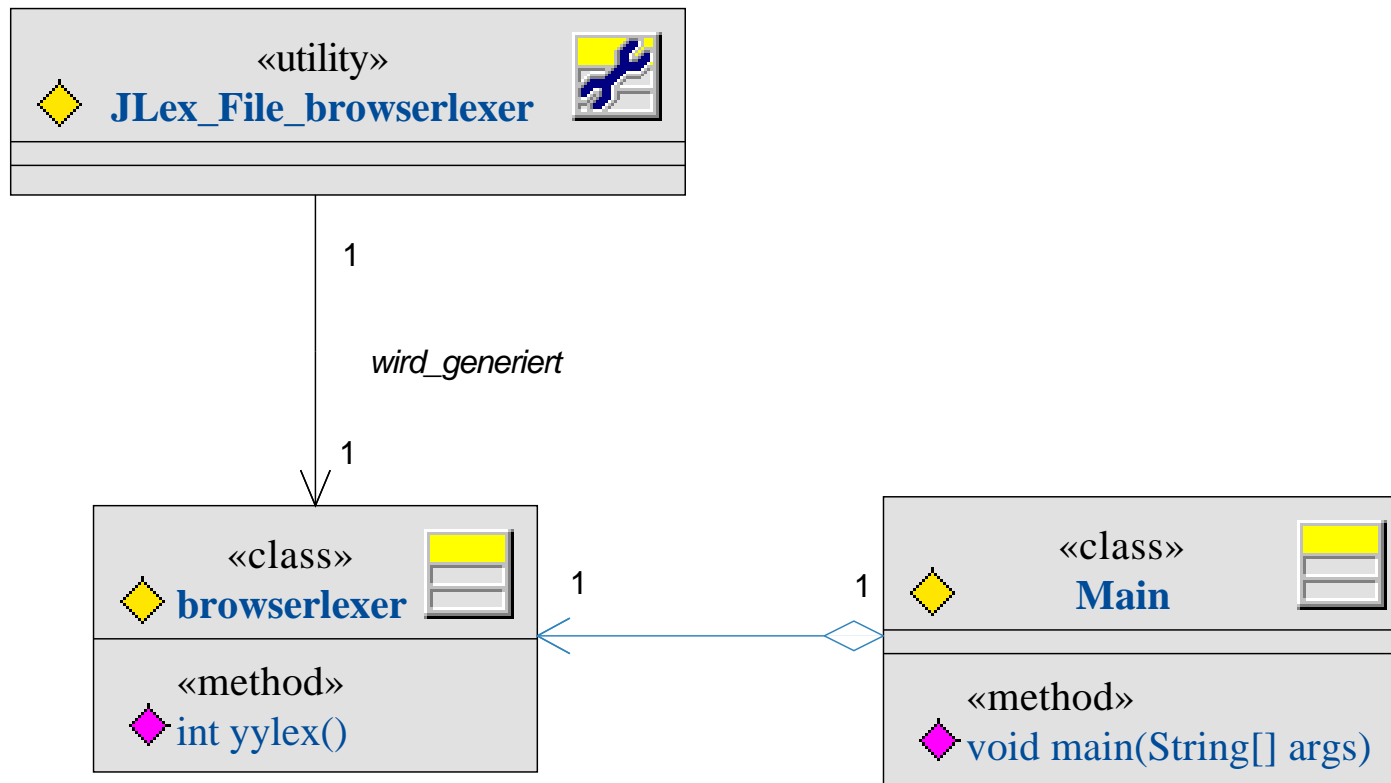 «utility»
JLex_File_browserlexer
1
wird_generiert
1
«class»
browserlexer
«method»
int yylex()
1
1
«class»
Main
«method»
void main(String[] args)